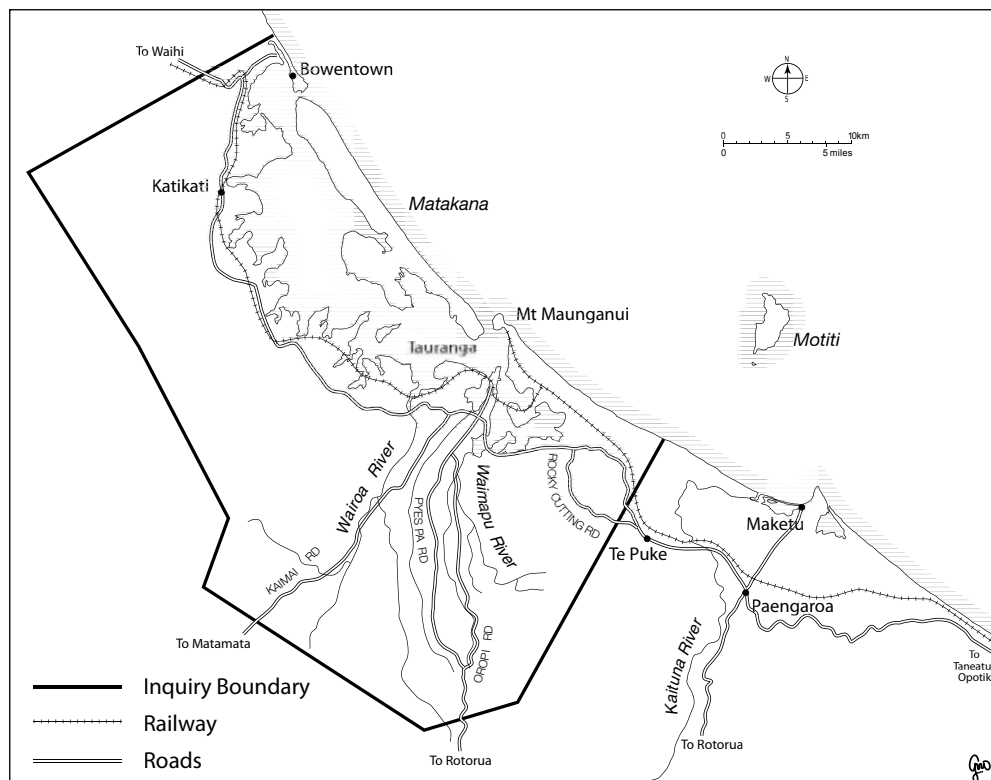 To Waihi
Bowentown
N
W E
S
0 5 10km
0 5 miles
Katikati
Matakana
Mt Maunganui
Motiti
Tauranga
Wairoa River
PYES PA RD
Waimapu River
ROCKY CUTTING RD
KAIMAI RD
OROPI RD
Maketu
Te Puke
Paengaroa
Kaituna River
To Matamata
To
Taneatu
Opotik
To Rotorua
To Rotorua
Inquiry Boundary
Railway
Roads